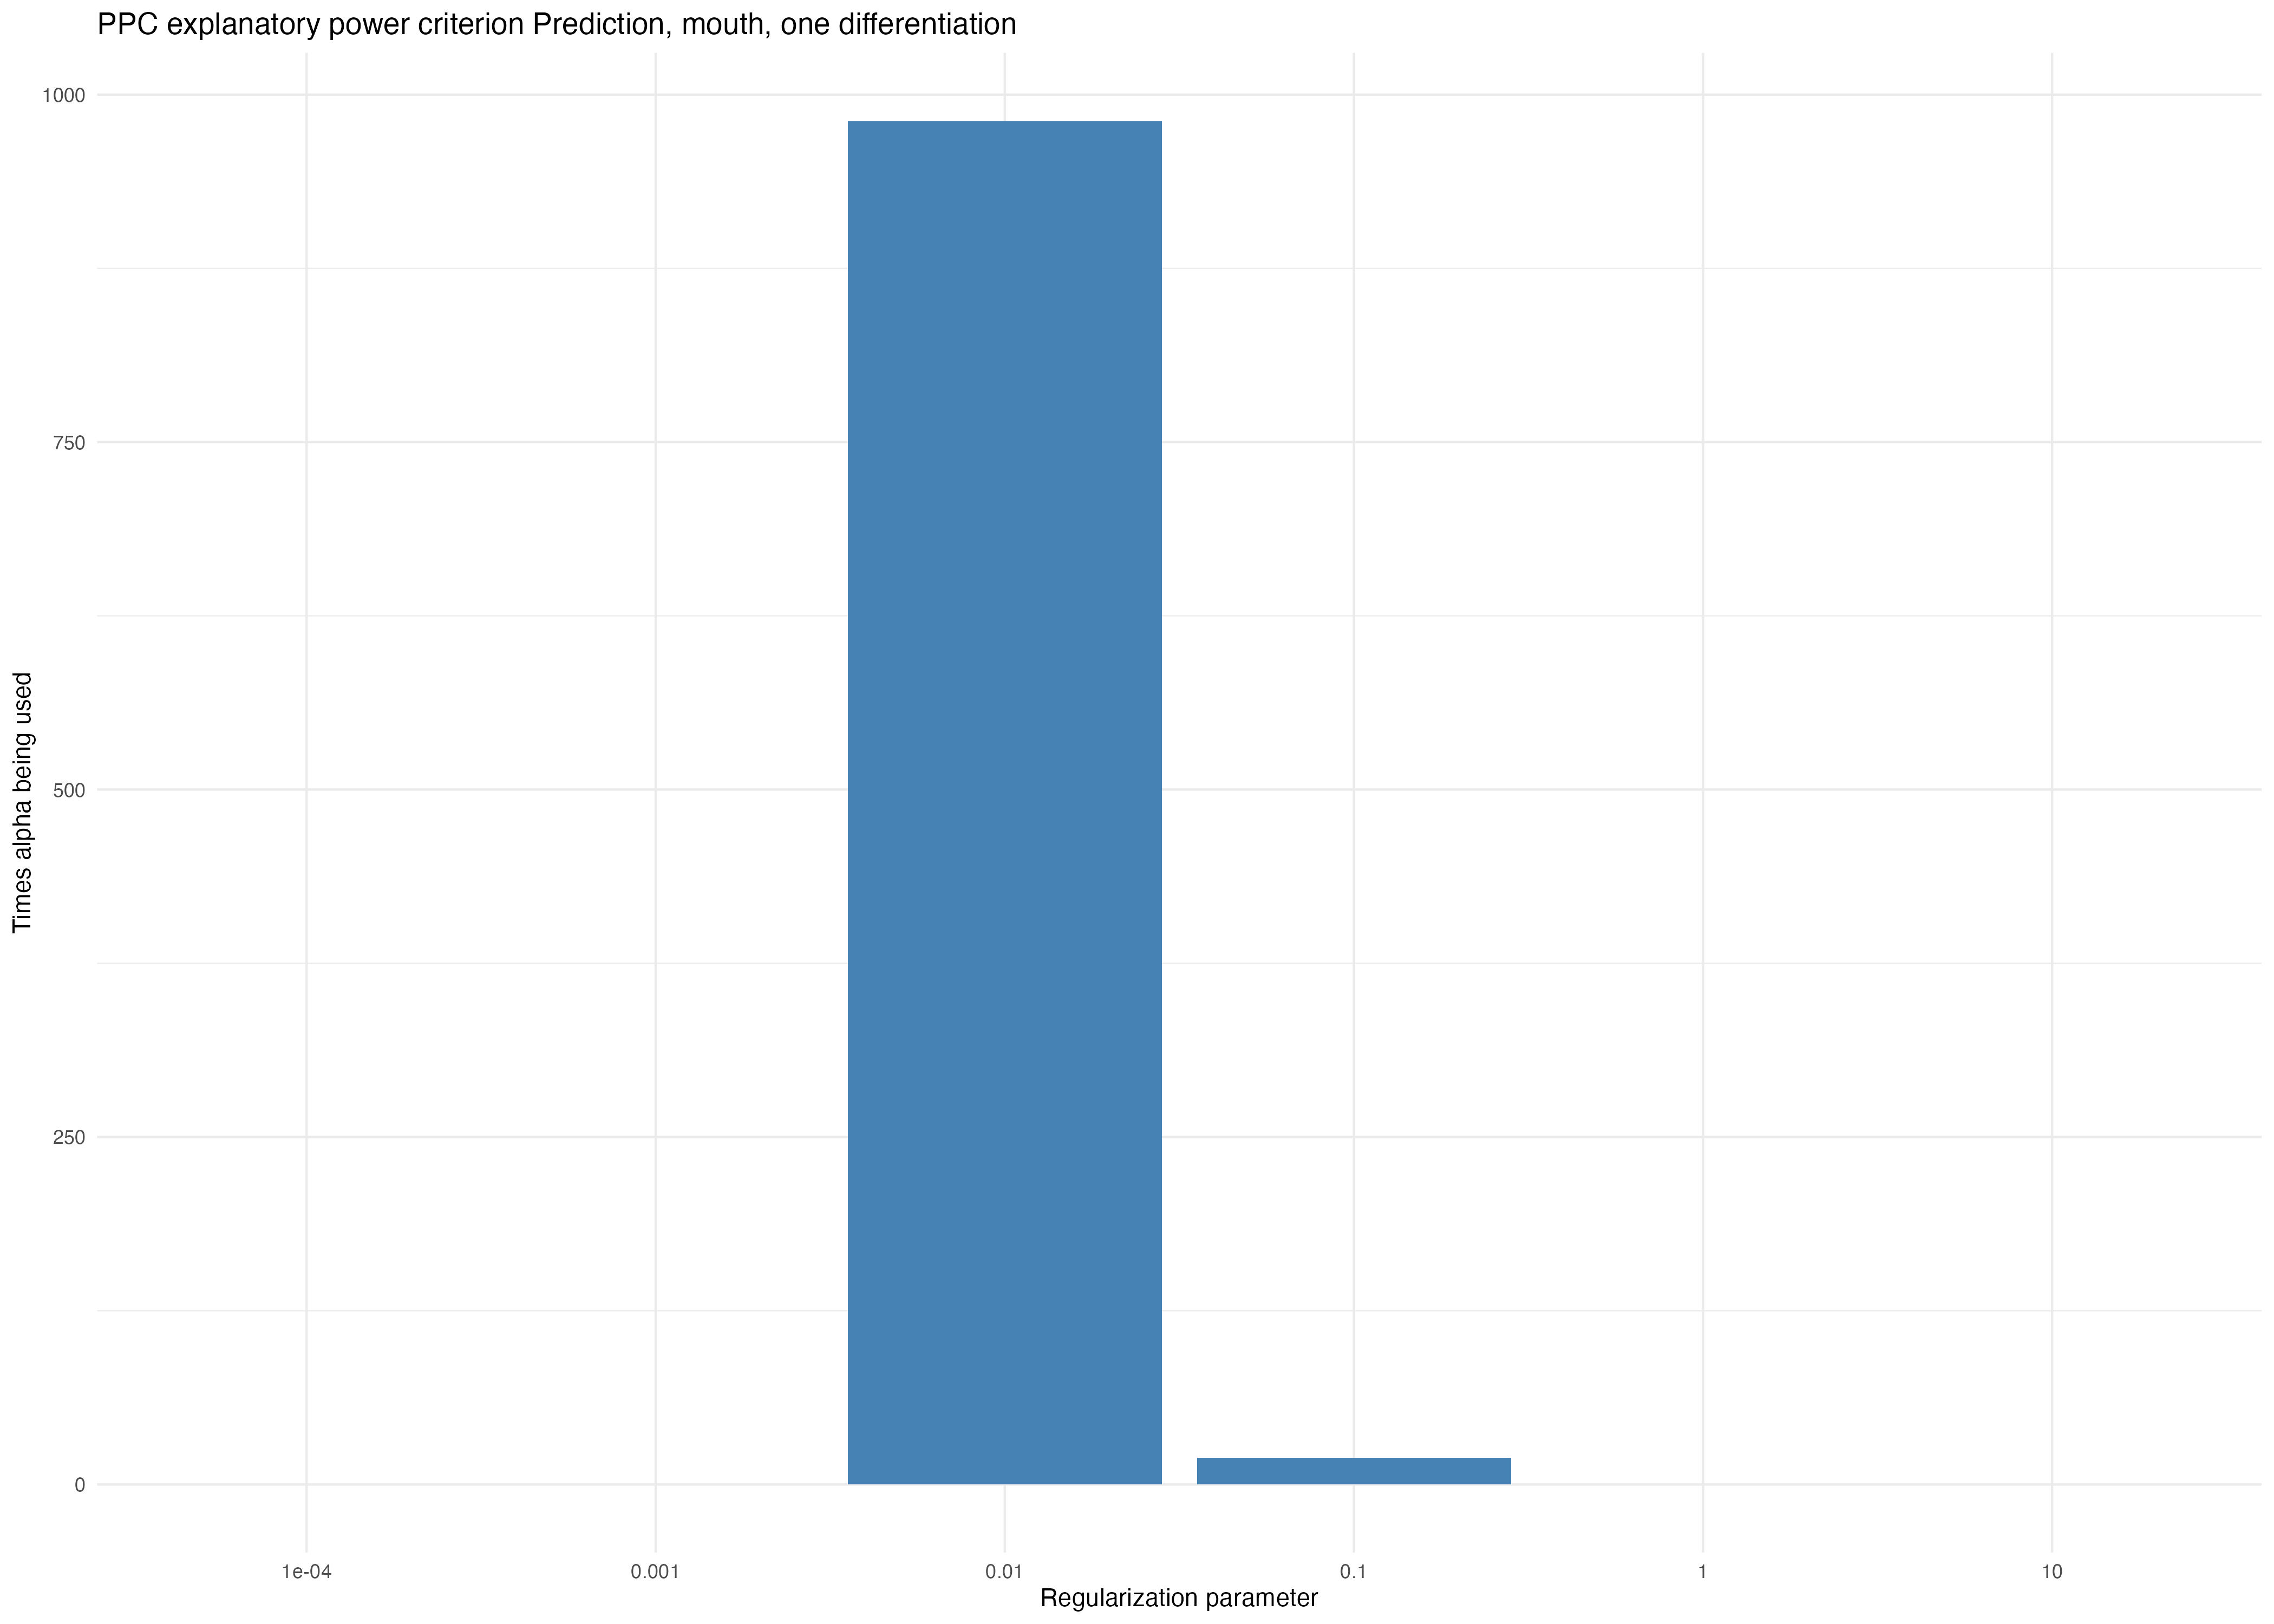 PPC explanatory power criterion Prediction, mouth, one differentiation
Times alpha being used
1000
750
500
250
0
1e-04 0.001 0.01 0.1 1 10
Regularization parameter